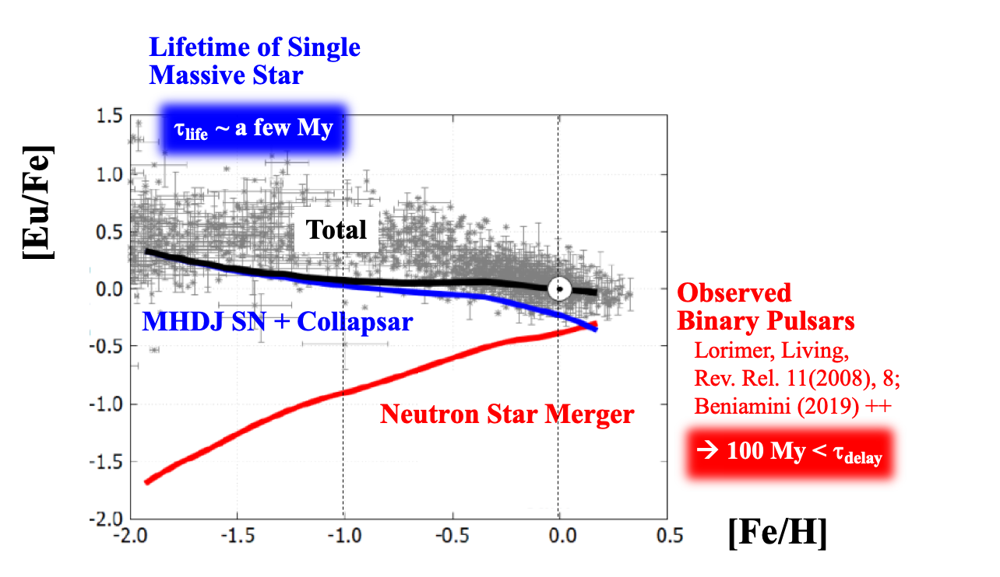 Lifetime of Single
Massive Star
τlife ~ a few My
[Eu/Fe]
1.5
1.0
0.5
0.0
-0.5
-1.0
-1.5
-2.0
Total
MHDJ SN + Collapsar
Neutron Star Merger
Observed
Binary Pulsars
Lorimer, Living,
Rev. Rel. 11(2008), 8;
Beniamini (2019) ++
→ 100 My < τdelay
-2.0 -1.5 -1.0 -0.5 0.0 0.5
[Fe/H]